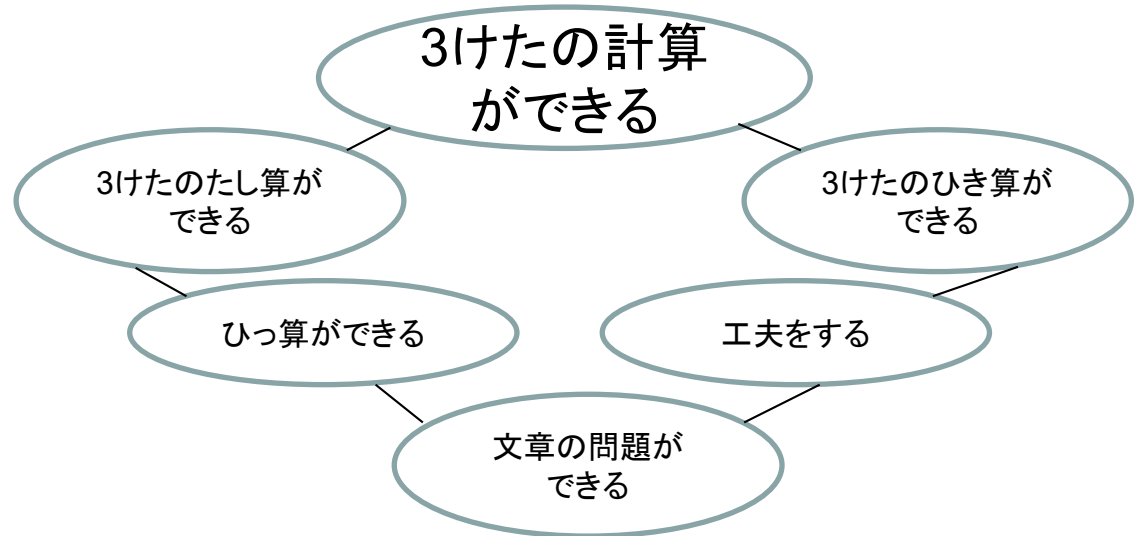 3けたの計算
ができる
3けたのたし算が
できる
3けたのひき算が
できる
ひっ算ができる
工夫をする
文章の問題が
できる